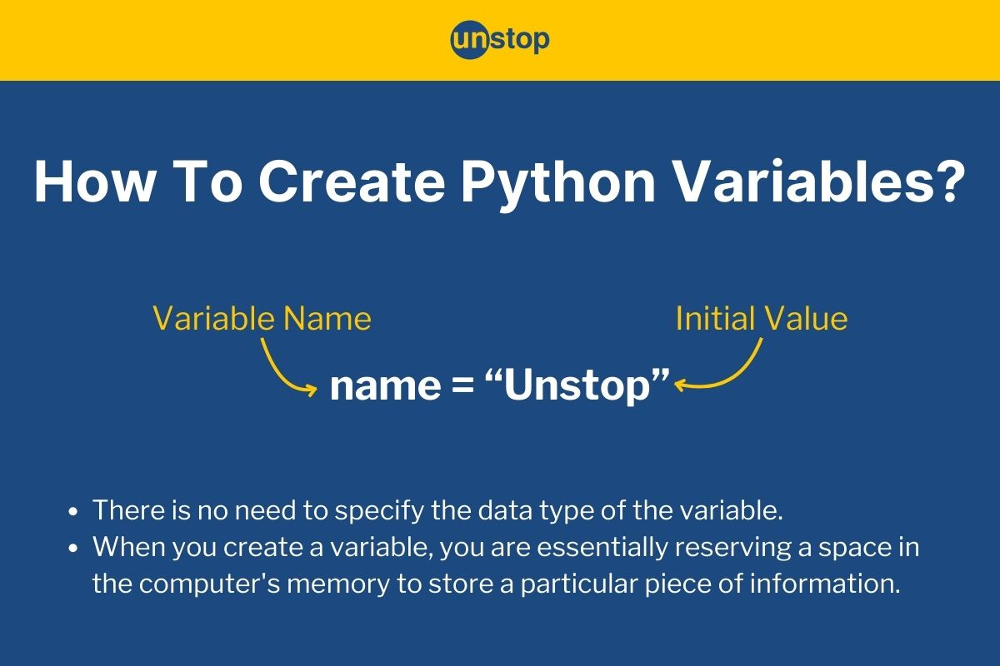 unstop
How To Create Python Variables?
Variable Name
Initial Value
name = “Unstop”
• There is no need to specify the data type of the variable.
• When you create a variable, you are essentially reserving a space in
the computer's memory to store a particular piece of information.